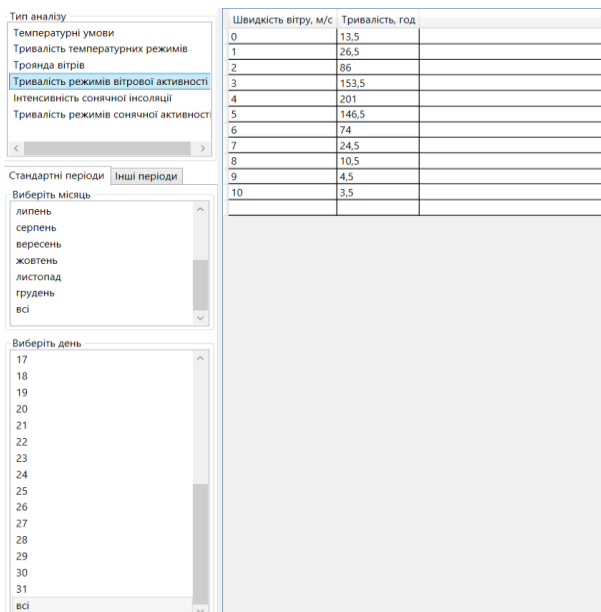 Тип аналізу
Температурні умови
Тривалість температурних режимів
Троянда вітрів
Тривалість режимів вітрової активності
Інтенсивність сонячної інсоляції
Тривалість режимів сонячної активності
Стандартні періоди Інші періоди
Виберіть місяць
липень
серпень
вересень
жовтень
листопад
грудень
всі
Виберіть день
17
18
19
20
21
22
23
24
25
26
27
28
29
30
31
всі
Швидкість вітру, м/с Тривалість, год
0 13,5
1 26,5
2 86
3 153,5
4 201
5 146,5
6 74
7 24,5
8 10,5
9 4,5
10 3,5